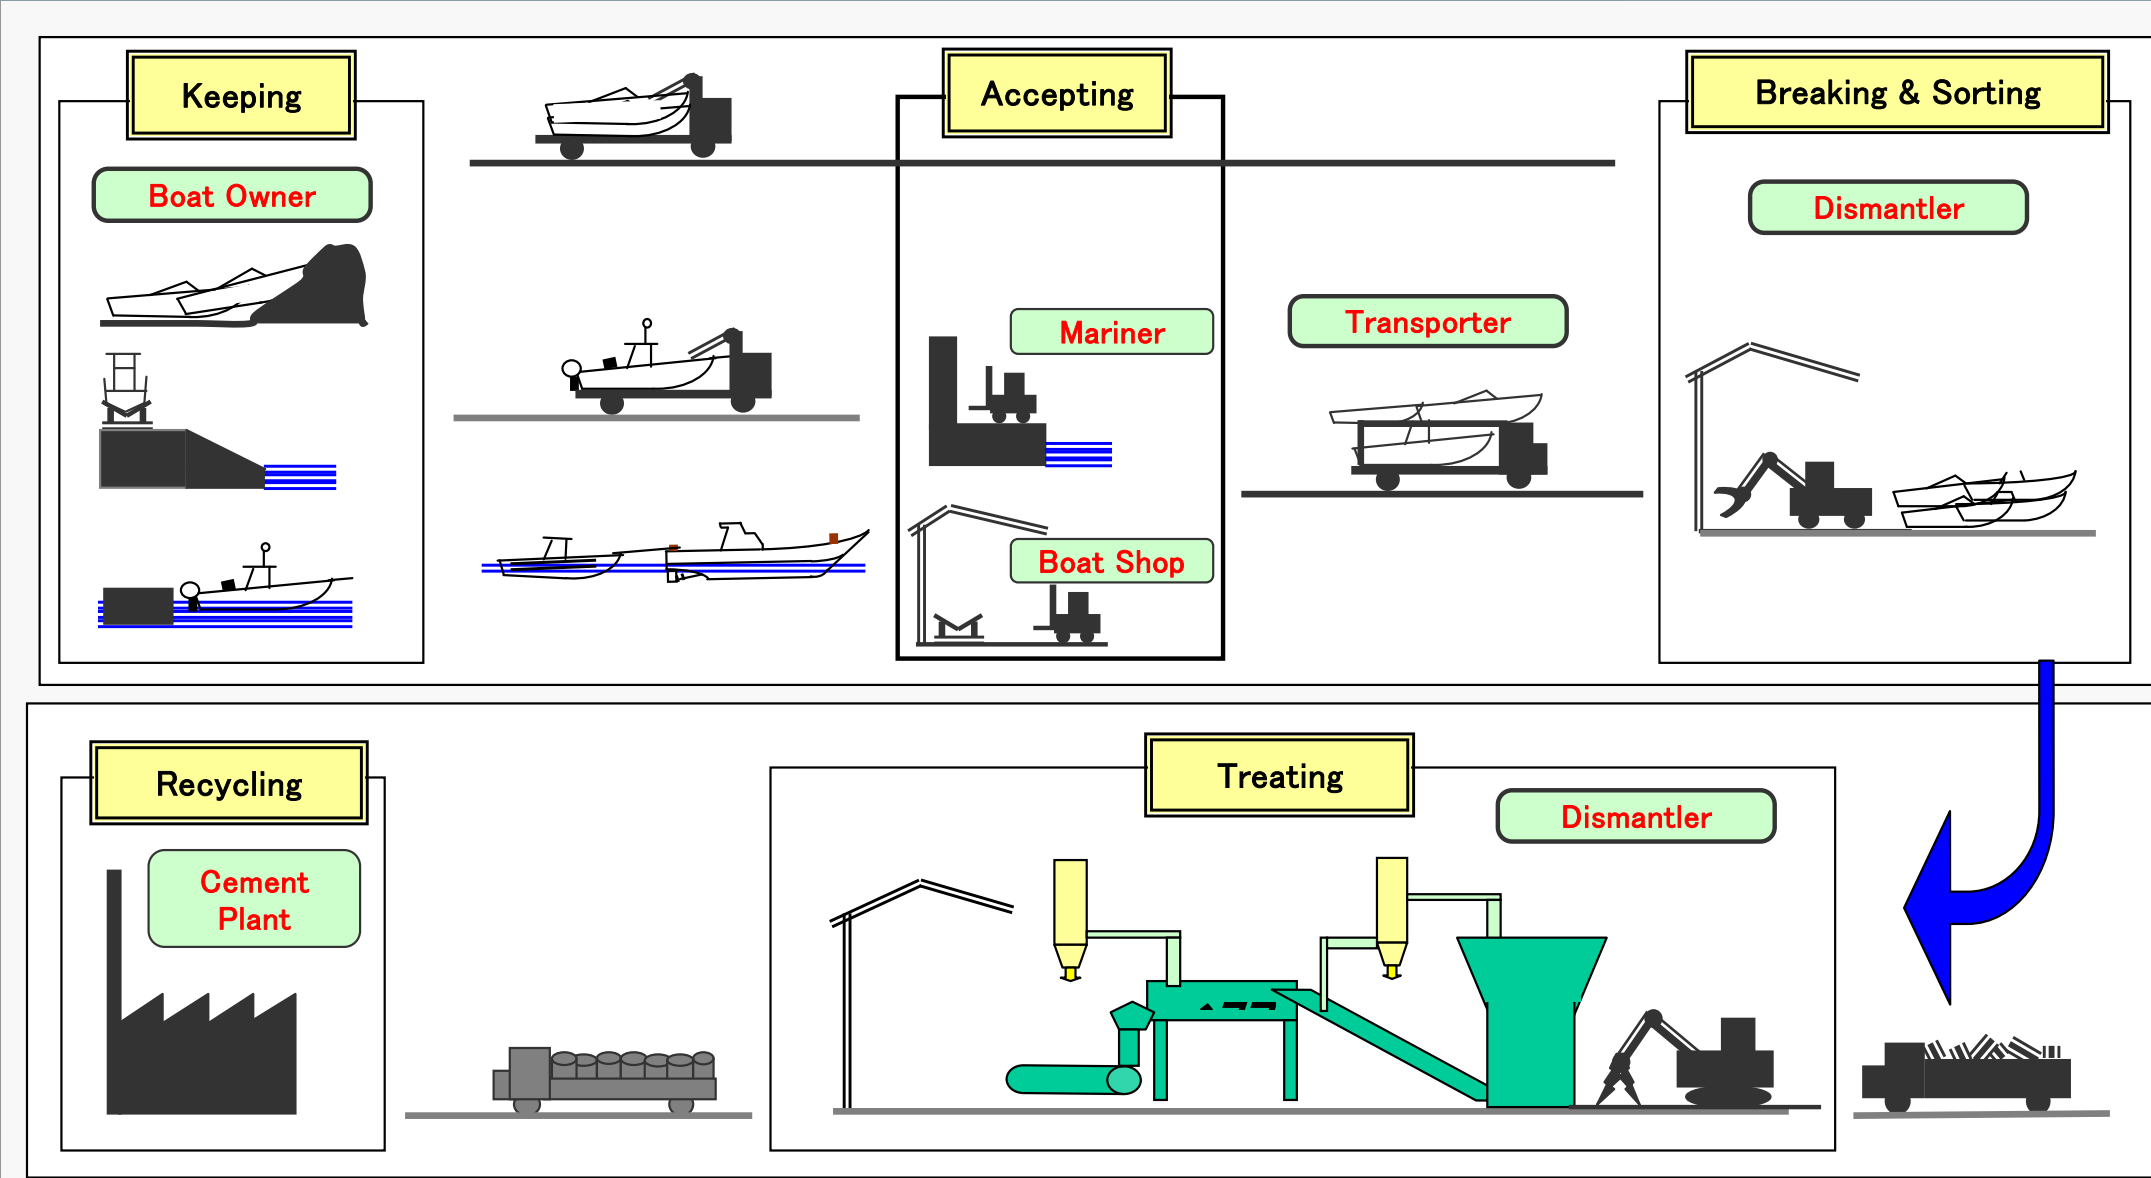 Keeping
Accepting
Breaking & Sorting
Boat Owner
Dismantler
Mariner
Transporter
Boat Shop
Recycling
Treating
Dismantler
Cement
Plant